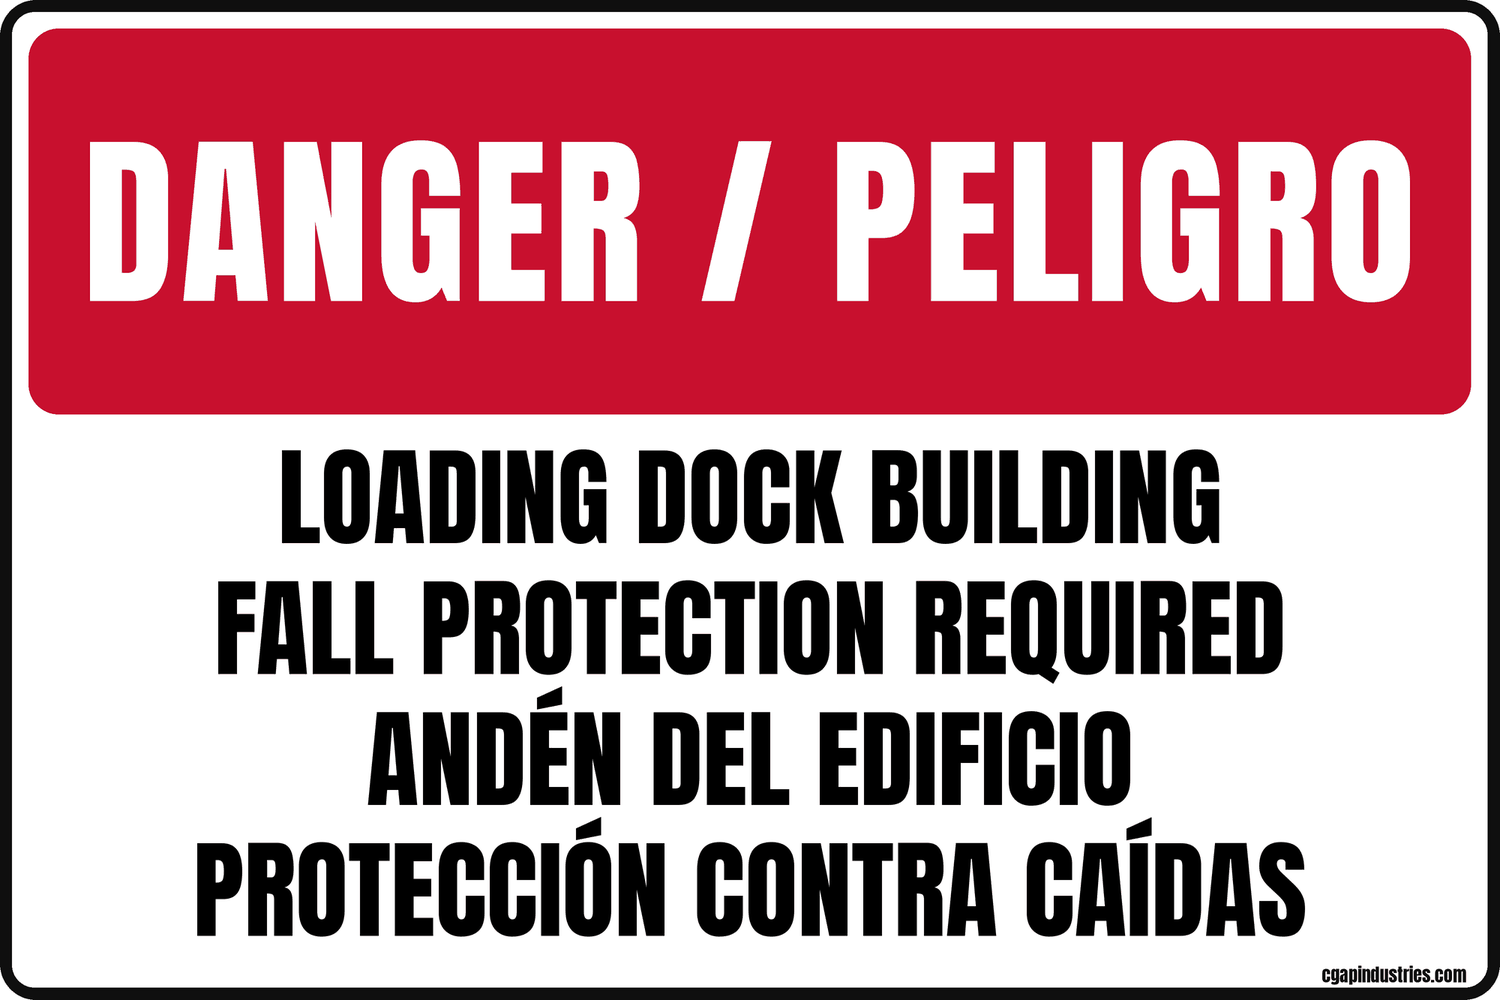 DANGER / PELIGRO
LOADING DOCK BUILDING
FALL PROTECTION REQUIRED
ANDÉN DEL EDIFICIO
PROTECCIÓN CONTRA CAÍDAS
cgapindustries.com